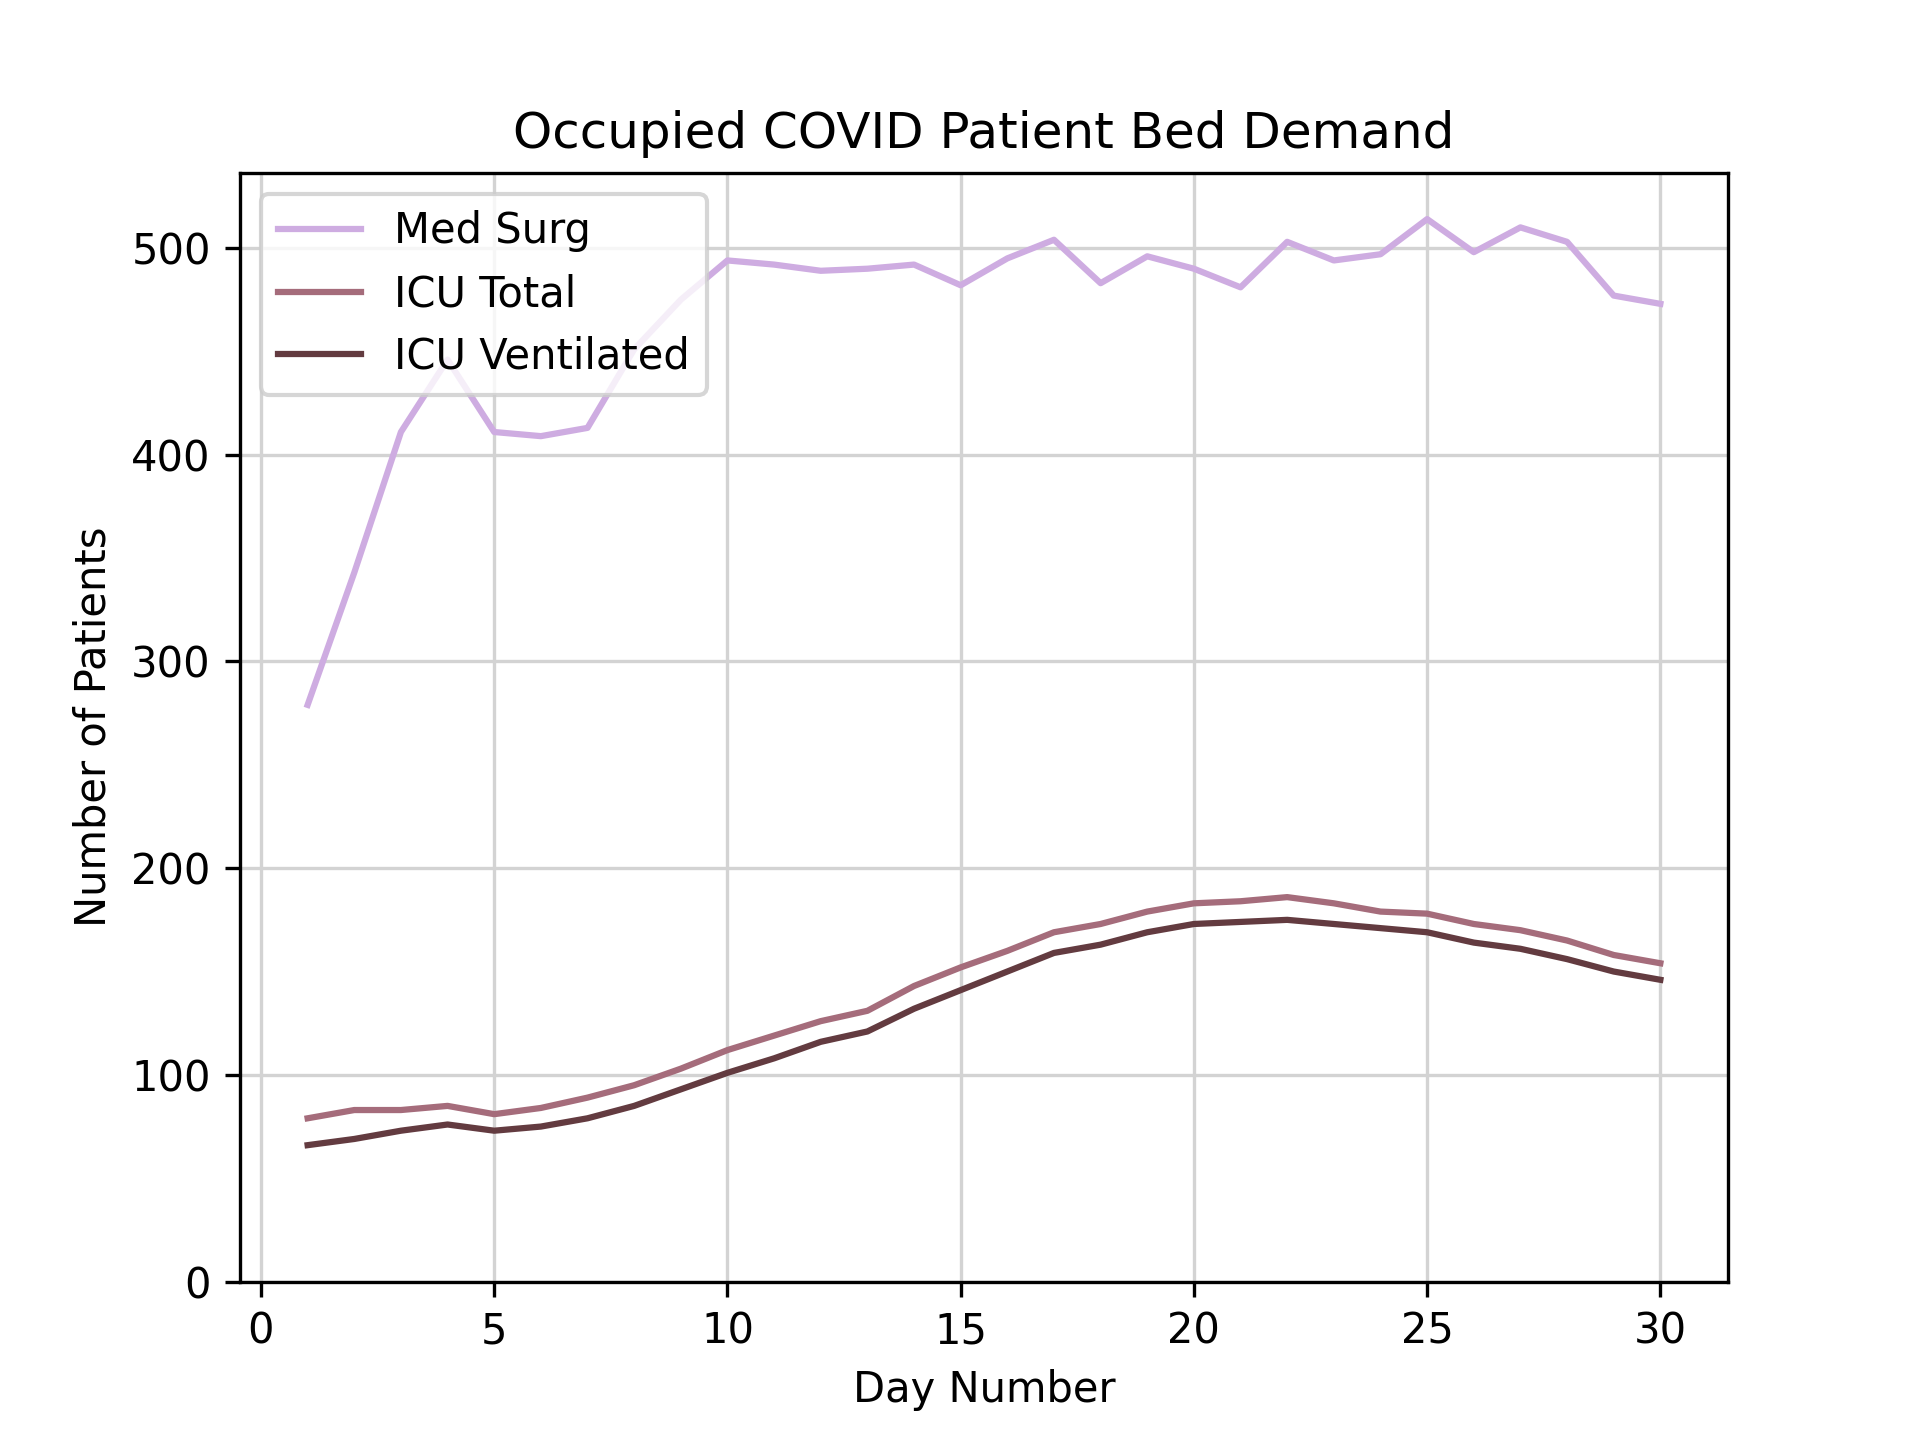 Occupied COVID Patient Bed Demand
Med Surg
ICU Total
ICU Ventilated
500
400
300
200
100
0
Number of Patients
0 5 10 15 20 25 30
Day Number